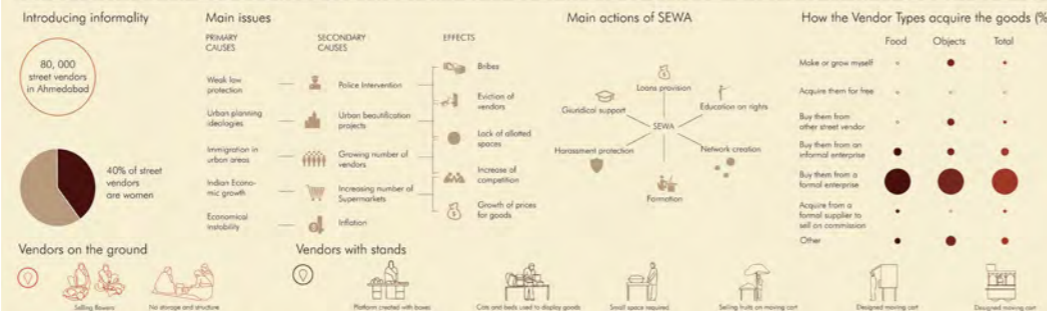 Introducing informality
80, 000
street vendors
in Ahmedabad
40% of street
vendors
are women
Main issues
PRIMARY
CAUSES
SECONDARY
CAUSES
EFFECTS
Weak low
protection
Urban planning
ideologies
Immigration in
urban areas
Indian Econo-
mic growth
Economical
instability
Police Intervention
Urban beautification
projects
Growing number of
vendors
Increasing number of
Supermarkets
Inflation
Bribes
Eviction of
vendors
Lack of allotted
spaces
Increase of
competition
Growth of prices
for goods
Main actions of SEWA
Loans provision
Giuridical support
Education on rights
SEWA
Harassment protection
Network creation
Formation
How the Vendor Types acquire the goods (%
Food Objects Total
Make or grow myself
Acquire them for free
Buy them from
other street vendor
Buy them from an
informal enterprise
Buy them from a
formal enterprise
Acquire from a
formal supplier to
sell on commission
Other
Vendors on the ground
Selling flowers
No storage and structure
Vendors with stands
Platform created with boxes
Cots and beds used to display goods
Small space required
Selling fruits on moving cart
Designed moving cart
Designed moving cart